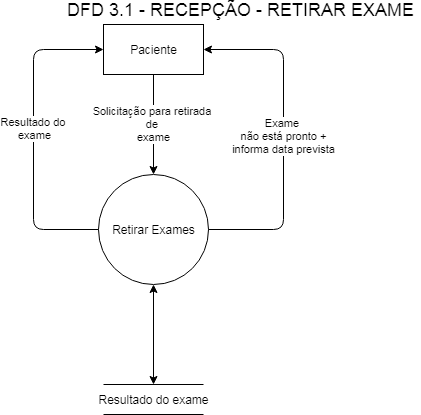 DFD 3.1 - RECEPÇÃO - RETIRAR EXAME
Paciente
Solicitação para retirada
de
exame
Resultado do
exame
Exame
não está pronto +
informa data prevista
Retirar Exames
Resultado do exame